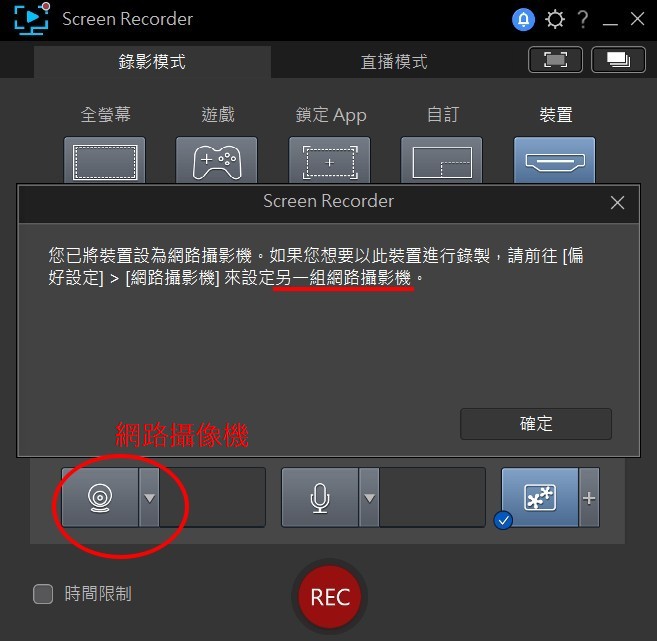 Screen Recorder
錄影模式
直播模式
全螢幕
遊戲
鎖定 App
自訂
裝置
Screen Recorder
您已將裝置設為網路攝影機。如果您想要以此裝置進行錄製，請前往 [偏
好設定] > [網路攝影機] 來設定另一組網路攝影機。
確定
網路攝像機
時間限制
REC